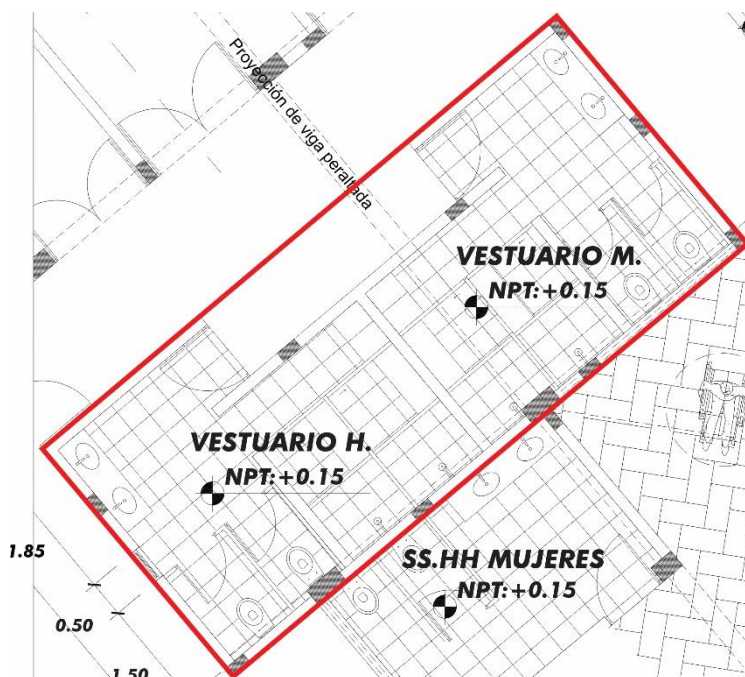 Proyección de viga peraltada
VESTUARIO M.
NPT:+0.15
VESTUARIO H.
NPT:+0.15
SS.HH MUJERES
NPT:+0.15
1.85
0.50
1.50